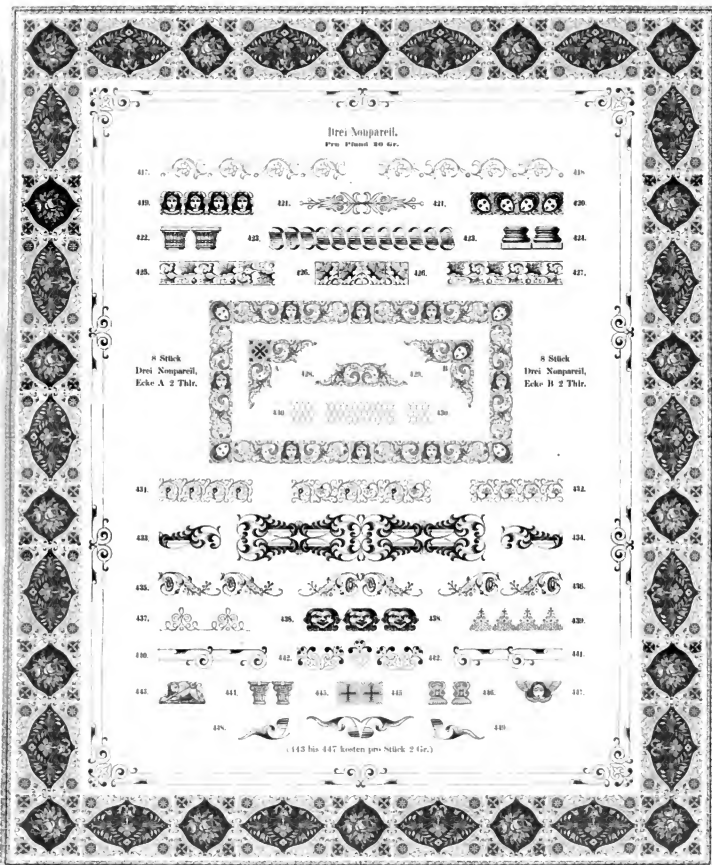 Drei Nonpareil.
Pro Pfund 20 Gr.
417. 418.
419. 421. 421. 420.
422. 423. 423. 424.
425. 426. 426. 427.
8 Stück
Drei Nonpareil,
Ecke A 2 Thlr.
A B
428. 429.
430. 430.
8 Stück
Drei Nonpareil,
Ecke B 2 Thlr.
431. 432.
433. 434.
435. 436.
437. 438. 438. 439.
440. 442. 442. 441.
443. 444. 445. 445 446. 447.
448. 449.
(443 bis 447 kosten pro Stück 2 Gr.)